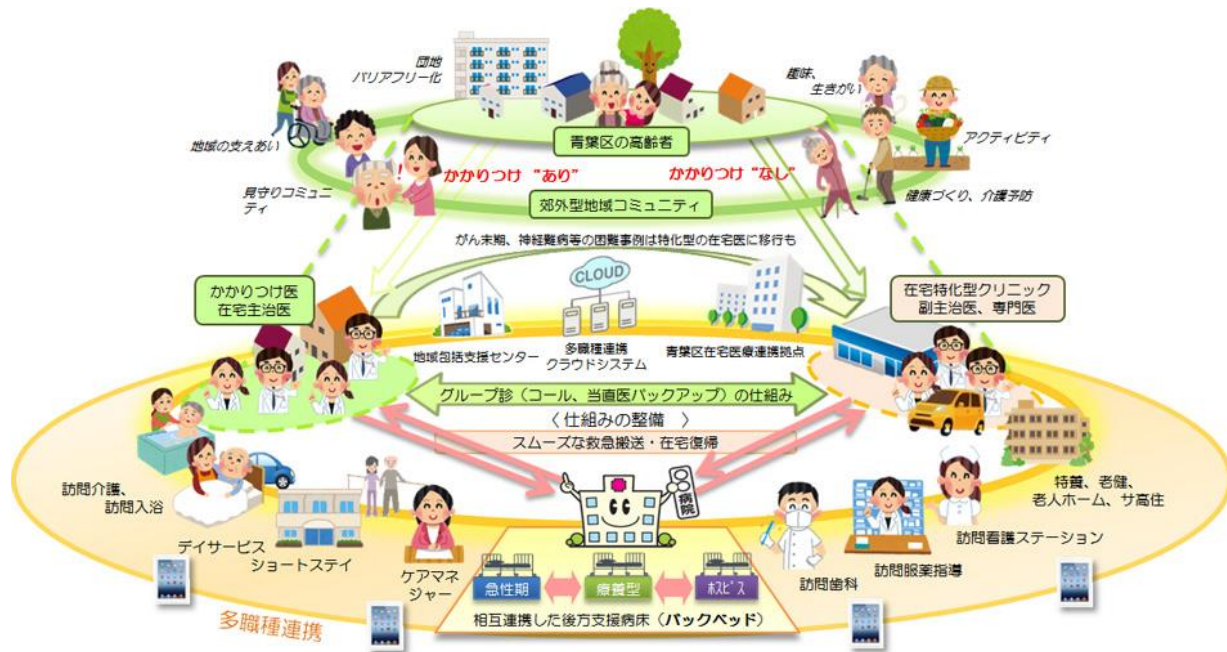 団地
バリアフリー化
趣味、
生きがい
地域の支えあい
青葉区の高齢者
アクティビティ
かかりつけ “あり”
かかりつけ “なし”
見守りコミュニ
ティ
郊外型地域コミュニティ
健康づくり、介護予防
がん末期、神経難病等の困難事例は特化型の在宅医に移行も
かかりつけ医
在宅主治医
CLOUD
在宅特化型クリニック
副主治医、専門医
地域包括支援センター
多職種連携
クラウドシステム
青葉区在宅医療連携拠点
グループ診（コール、当直医バックアップ）の仕組み
〈 仕組みの整備 〉
スムーズな救急搬送・在宅復帰
訪問介護、
訪問入浴
病院
特養、老健、
老人ホーム、サ高住
デイサービス
ショートステイ
ケアマネ
ジャー
訪問歯科
訪問服薬指導
訪問看護ステーション
急性期
療養型
ﾎｽﾋﾟｽ
相互連携した後方支援病床（バックベッド）
多職種連携